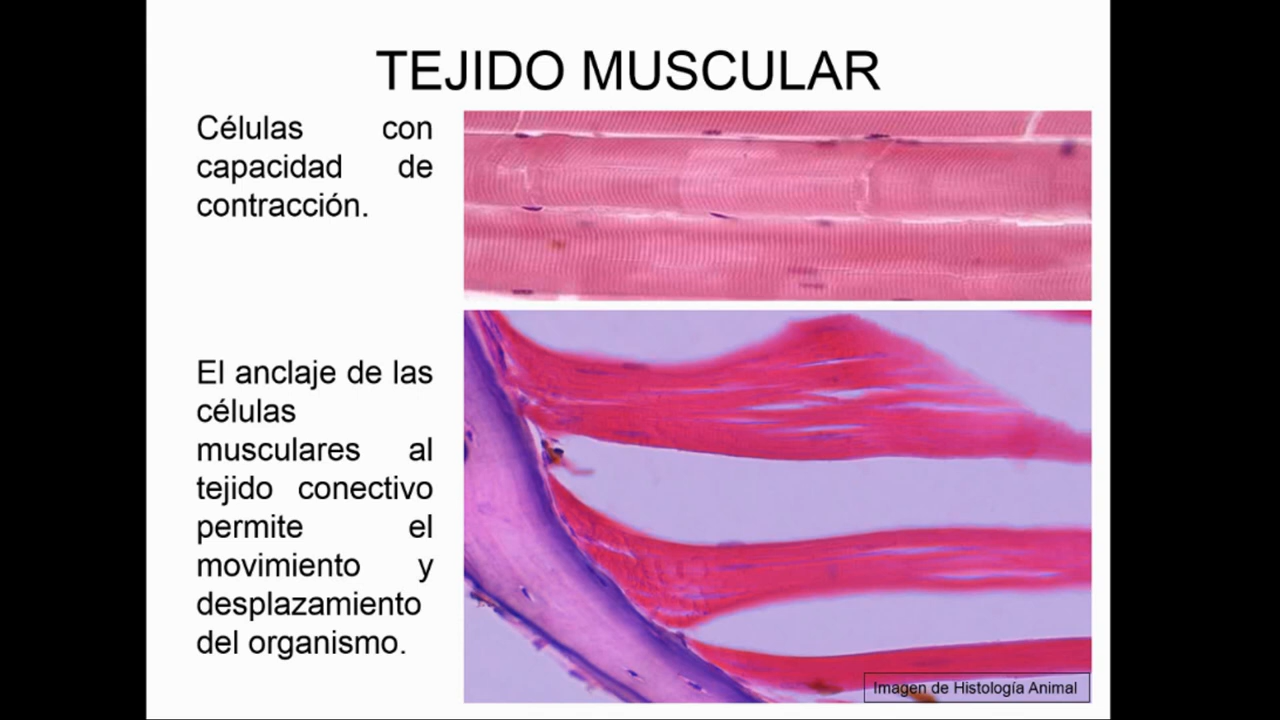 TEJIDO MUSCULAR
Células con
capacidad de
contracción.
El anclaje de las
células
musculares al
tejido conectivo
permite el
movimiento y
desplazamiento
del organismo.
Imagen de Histología Animal